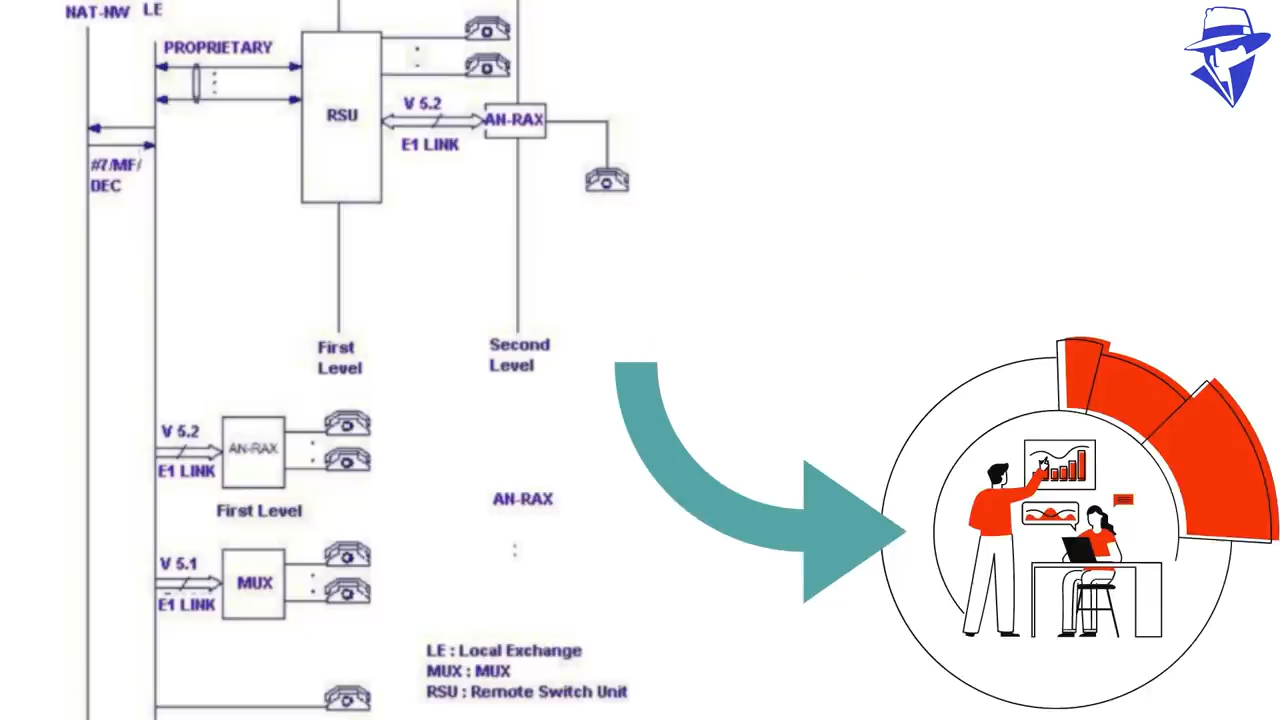 NAT-NW LE
PROPRIETARY
RSU
V 5.2
E1 LINK
AN-RAX
#7/MF/
DEC
First
Level
Second
Level
V 5.2
E1 LINK
AN-RAX
First Level
AN-RAX
V 5.1
E1 LINK
MUX
LE : Local Exchange
MUX : MUX
RSU : Remote Switch Unit